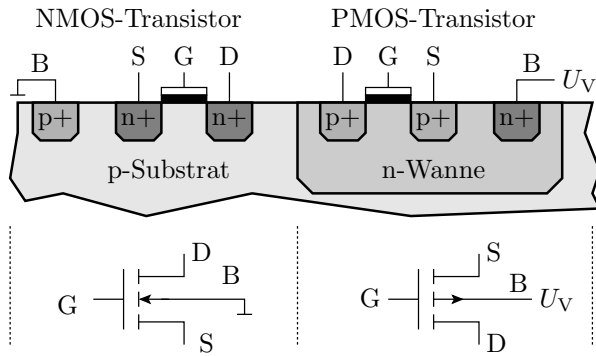 NMOS-Transistor PMOS-Transistor
B S G D D G S B U_V
p+ n+ n+ p+ p+ n+
p-Substrat n-Wanne
D S
B B U_V
G G
S D